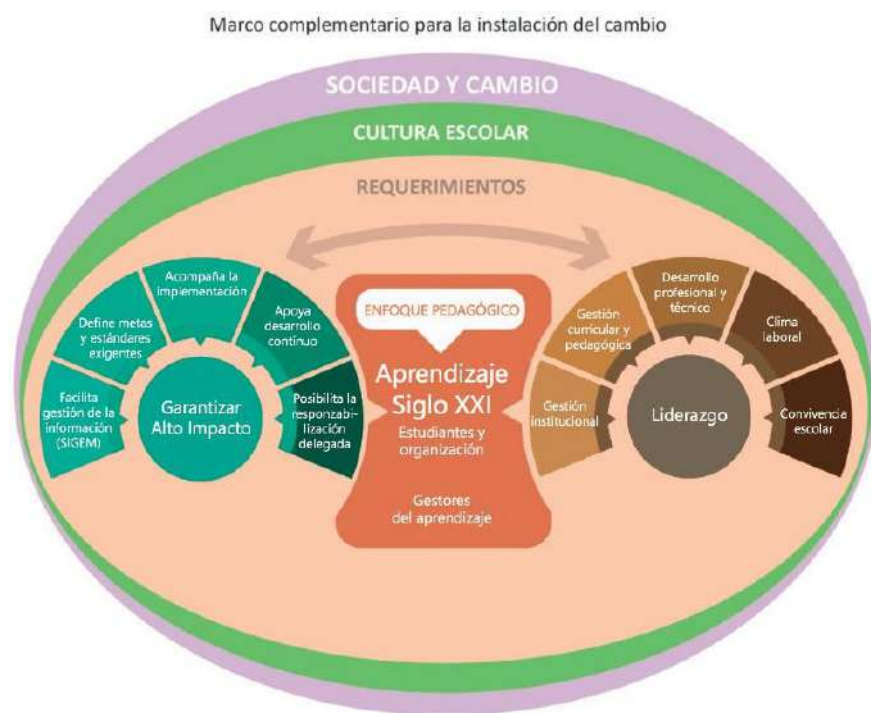 Marco complementario para la instalación del cambio
SOCIEDAD Y CAMBIO
CULTURA ESCOLAR
REQUERIMIENTOS
Facilita
gestión de la
información
(SIGEM)
Define metas
y estándares
exigentes
Acompaña la
implementación
Apoya
desarrollo
contínuo
Posibilita la
responzabi-
lización
delegada
Garantizar
Alto Impacto
ENFOQUE PEDAGÓGICO
Aprendizaje
Siglo XXI
Estudiantes y
organización
Gestores
del aprendizaje
Gestión
institucional
Gestión
curricular y
pedagógica
Desarrollo
profesional y
técnico
Clima
laboral
Convivencia
escolar
Liderazgo